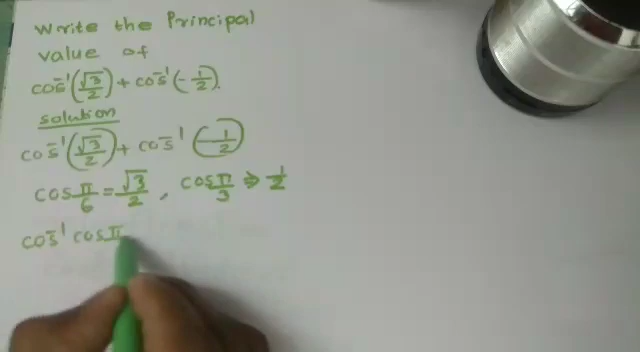 Write the Principal
value of
cos⁻¹(√3/2) + cos⁻¹(-1/2).
solution
cos⁻¹(√3/2) + cos⁻¹(-1/2)
cos π/6 = √3/2 , cos π/3 ⇒ 1/2
cos⁻¹ cos π